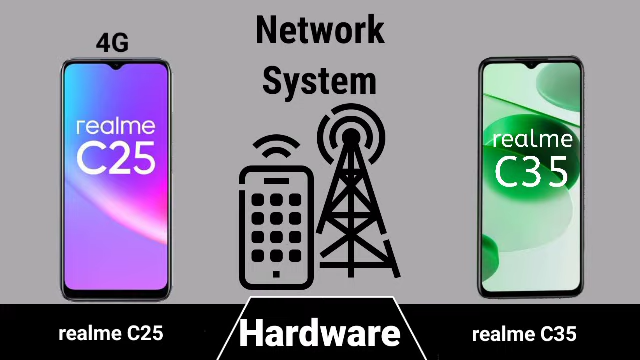 4G
Network
System
realme
C25
realme
C35
realme C25
Hardware
realme C35